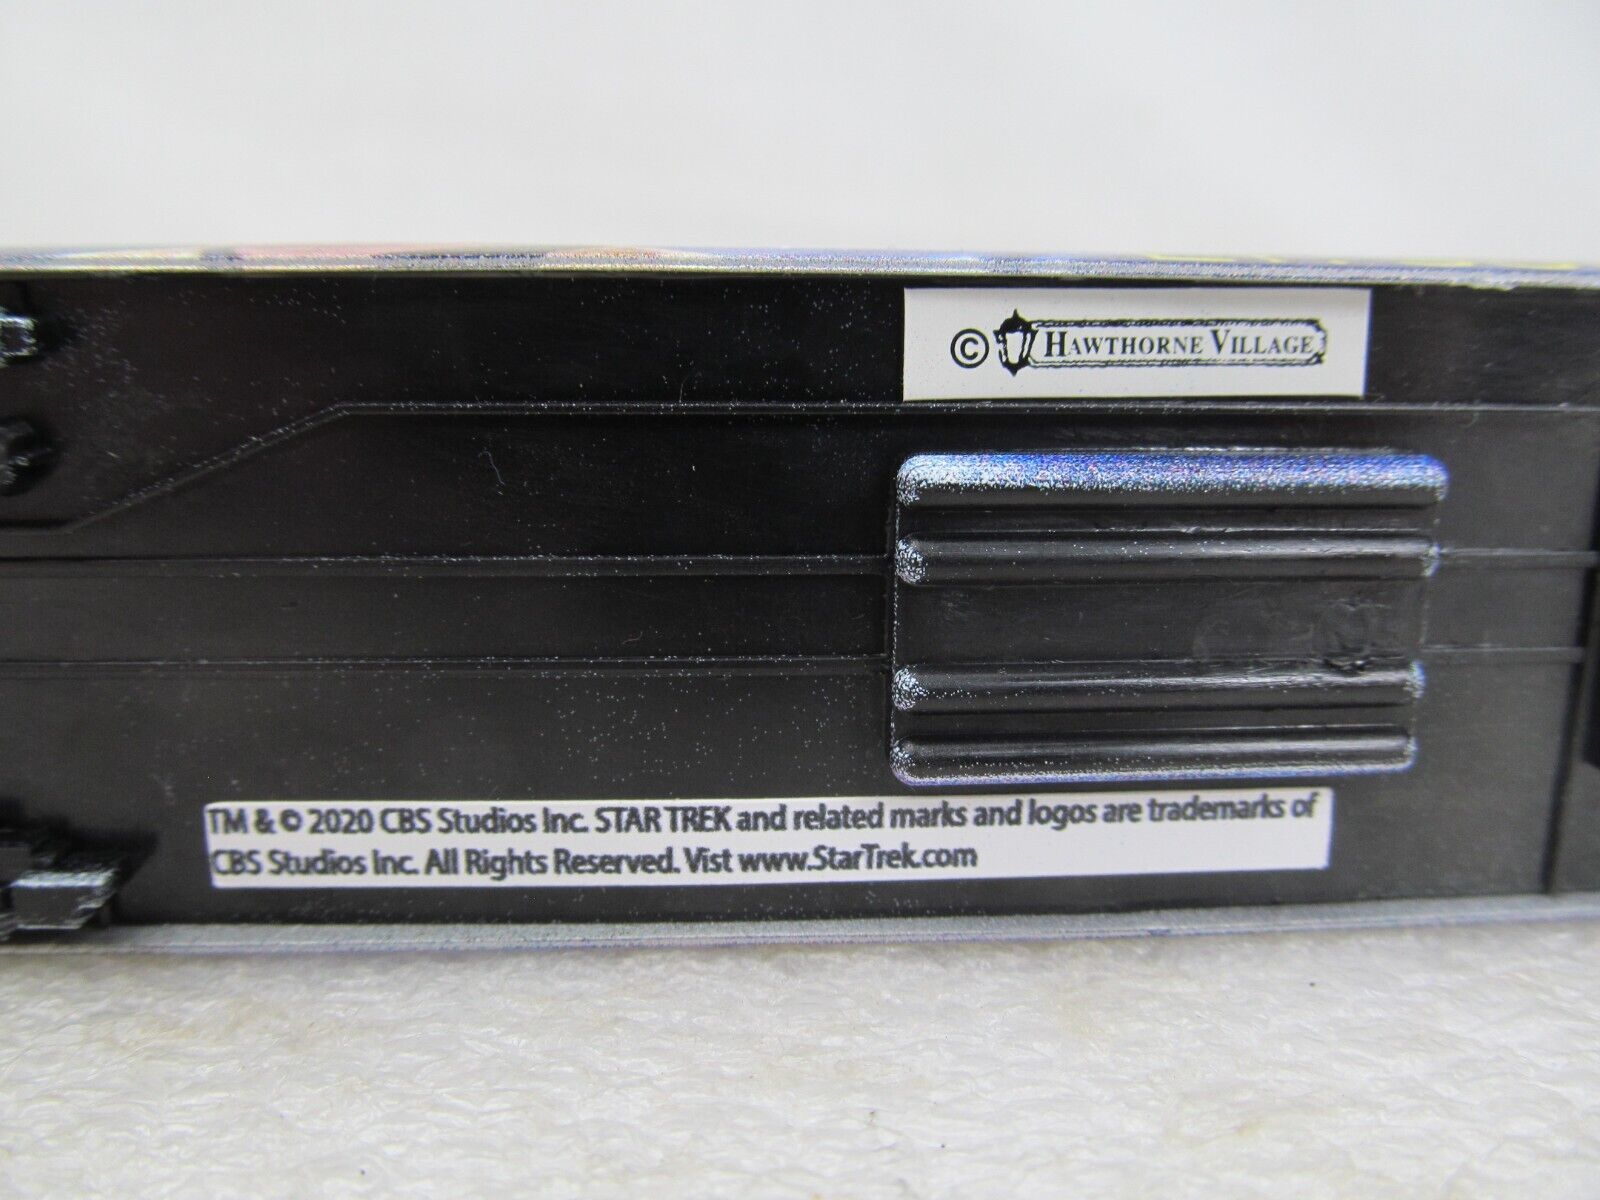 © HAWTHORNE VILLAGE
TM & © 2020 CBS Studios Inc. STAR TREK and related marks and logos are trademarks of
CBS Studios Inc. All Rights Reserved. Vist www.StarTrek.com